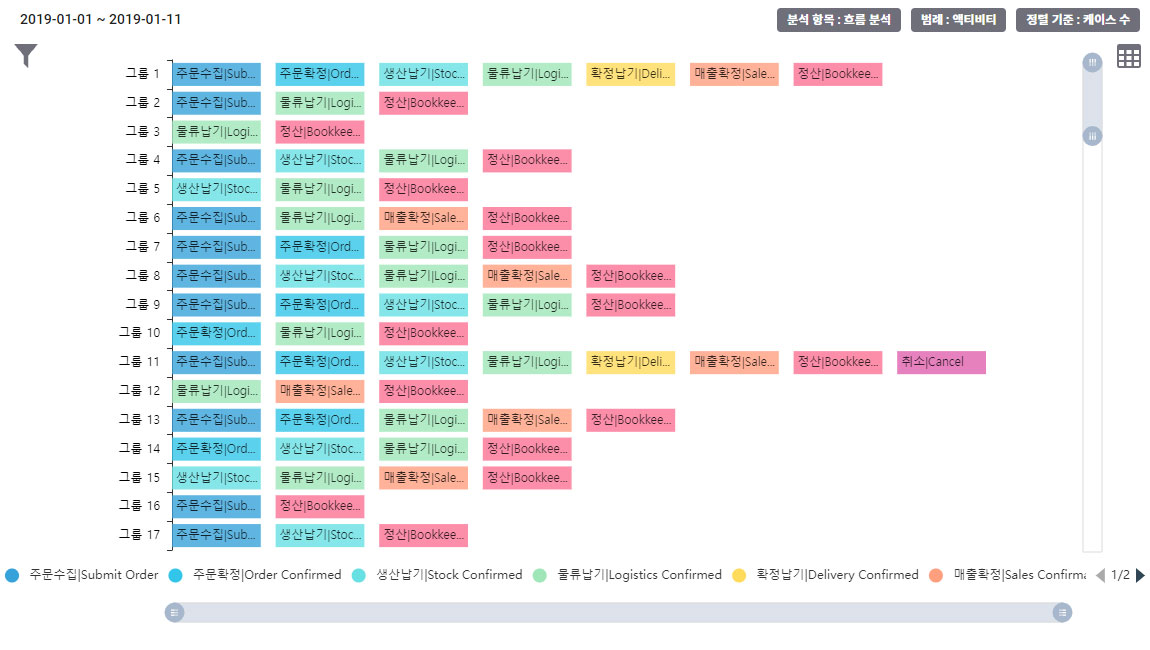 2019-01-01 ~ 2019-01-11
분석 항목 : 흐름 분석 범례 : 액티비티 정렬 기준 : 케이스 수
그룹 1 주문수집|Sub... 주문확정|Ord... 생산납기|Stoc... 물류납기|Logi... 확정납기|Deli... 매출확정|Sale... 정산|Bookkee...
그룹 2 주문수집|Sub... 물류납기|Logi... 정산|Bookkee...
그룹 3 물류납기|Logi... 정산|Bookkee...
그룹 4 주문수집|Sub... 생산납기|Stoc... 물류납기|Logi... 정산|Bookkee...
그룹 5 생산납기|Stoc... 물류납기|Logi... 정산|Bookkee...
그룹 6 주문수집|Sub... 물류납기|Logi... 매출확정|Sale... 정산|Bookkee...
그룹 7 주문수집|Sub... 주문확정|Ord... 물류납기|Logi... 정산|Bookkee...
그룹 8 주문수집|Sub... 생산납기|Stoc... 물류납기|Logi... 매출확정|Sale... 정산|Bookkee...
그룹 9 주문수집|Sub... 주문확정|Ord... 생산납기|Stoc... 물류납기|Logi... 정산|Bookkee...
그룹 10 주문확정|Ord... 물류납기|Logi... 정산|Bookkee...
그룹 11 주문수집|Sub... 주문확정|Ord... 생산납기|Stoc... 물류납기|Logi... 확정납기|Deli... 매출확정|Sale... 정산|Bookkee... 취소|Cancel
그룹 12 물류납기|Logi... 매출확정|Sale... 정산|Bookkee...
그룹 13 주문수집|Sub... 주문확정|Ord... 물류납기|Logi... 매출확정|Sale... 정산|Bookkee...
그룹 14 주문확정|Ord... 생산납기|Stoc... 물류납기|Logi... 정산|Bookkee...
그룹 15 생산납기|Stoc... 물류납기|Logi... 매출확정|Sale... 정산|Bookkee...
그룹 16 주문수집|Sub... 정산|Bookkee...
그룹 17 주문수집|Sub... 생산납기|Stoc... 정산|Bookkee...
주문수집|Submit Order 주문확정|Order Confirmed 생산납기|Stock Confirmed 물류납기|Logistics Confirmed 확정납기|Delivery Confirmed 매출확정|Sales Confirma 1/2